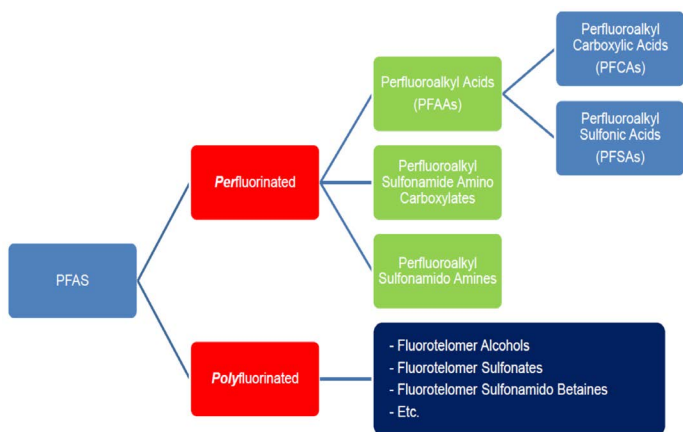 Perfluoroalkyl
Carboxylic Acids
(PFCAs)
Perfluoroalkyl Acids
(PFAAs)
Perfluoroalkyl
Sulfonic Acids
(PFSAs)
Perfluorinated
Perfluoroalkyl
Sulfonamide Amino
Carboxylates
Perfluoroalkyl
Sulfonamido Amines
PFAS
Polyfluorinated
- Fluorotelomer Alcohols
- Fluorotelomer Sulfonates
- Fluorotelomer Sulfonamido Betaines
- Etc.